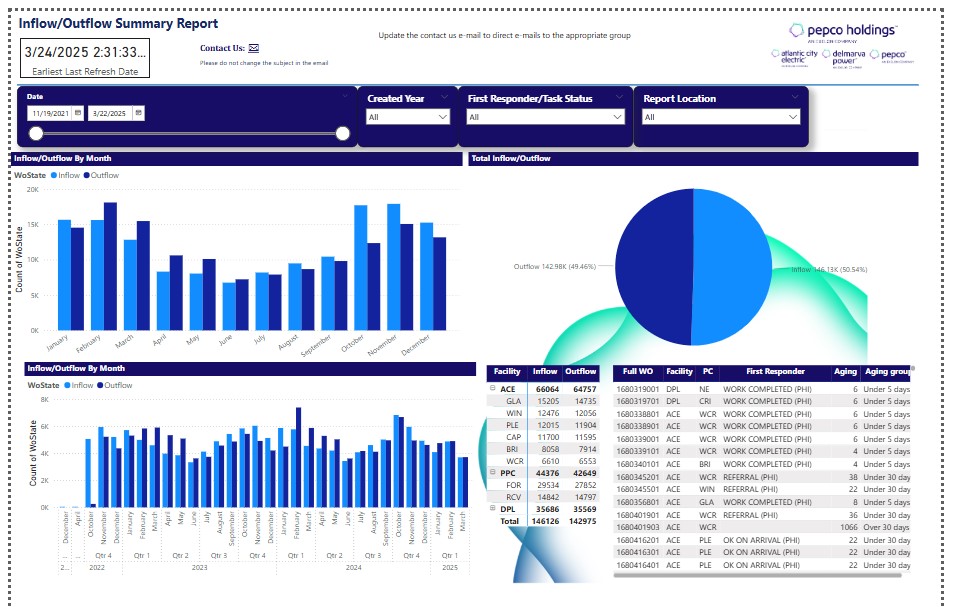 Inflow/Outflow Summary Report
3/24/2025 2:31:33...
Earliest Last Refresh Date
Contact Us:
Please do not change the subject in the email
Update the contact us e-mail to direct e-mails to the appropriate group
pepco holdings
AN EXELON COMPANY
atlantic city electric
delmarva power
pepco
Date
11/19/2021
3/22/2025
Created Year
All
First Responder/Task Status
All
Report Location
All
Inflow/Outflow By Month
WoState Inflow Outflow
Count of WoState
20K
15K
10K
5K
0K
January February March April May June July August September October November December
Total Inflow/Outflow
Outflow 142.98K (49.46%)
Inflow 146.13K (50.54%)
Inflow/Outflow By Month
WoState Inflow Outflow
Count of WoState
8K
6K
4K
2K
0K
December April October November December January February March April May June July August September October November December January February March April May June July August September October November December January February March
... ... Qtr 4 Qtr 1 Qtr 2 Qtr 3 Qtr 4 Qtr 1 Qtr 2 Qtr 3 Qtr 4 Qtr 1
2... 2022 2023 2024 2025
Facility Inflow Outflow
ACE 66064 64757
GLA 15205 14735
WIN 12476 12056
PLE 12015 11904
CAP 11700 11595
BRI 8058 7914
WCR 6610 6553
PPC 44376 42649
FOR 29534 27852
RCV 14842 14797
DPL 35686 35569
Total 146126 142975
Full WO Facility PC First Responder Aging Aging group
1680319001 DPL NE WORK COMPLETED (PHI) 6 Under 5 days
1680319701 DPL CRI WORK COMPLETED (PHI) 6 Under 5 days
1680338801 ACE WCR WORK COMPLETED (PHI) 6 Under 5 days
1680338901 ACE WCR WORK COMPLETED (PHI) 6 Under 5 days
1680339001 ACE WCR WORK COMPLETED (PHI) 6 Under 5 days
1680339101 ACE WCR WORK COMPLETED (PHI) 4 Under 5 days
1680340101 ACE BRI WORK COMPLETED (PHI) 4 Under 5 days
1680345201 ACE WCR REFERRAL (PHI) 38 Under 30 day
1680345501 ACE WIN REFERRAL (PHI) 22 Under 30 day
1680356801 ACE GLA WORK COMPLETED (PHI) 6 Under 5 days
1680401901 ACE WCR REFERRAL (PHI) 36 Under 30 day
1680401903 ACE WCR 1066 Over 30 days
1680416201 ACE PLE OK ON ARRIVAL (PHI) 22 Under 30 day
1680416301 ACE PLE OK ON ARRIVAL (PHI) 22 Under 30 day
1680416401 ACE PLE OK ON ARRIVAL (PHI) 22 Under 30 day